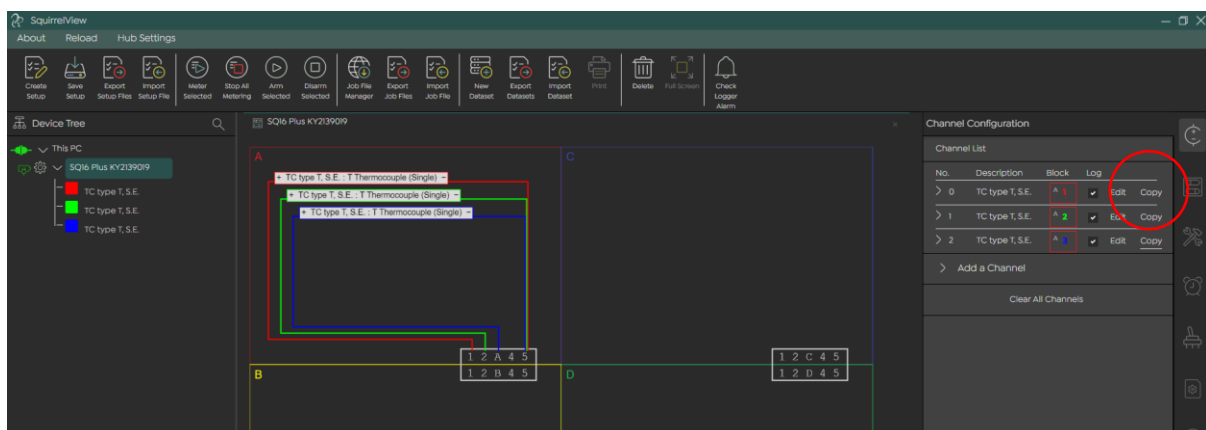 SquirrelView
About Reload Hub Settings
Create Setup
Save Setup
Export Setup Files
Import Setup File
Meter Selected
Stop All Metering
Arm Selected
Disarm Selected
Job File Manager
Export Job Files
Import Job File
New Dataset
Export Datasets
Import Dataset
Print
Delete
Full Screen
Check Logger Alarm
Device Tree
This PC
SQ16 Plus KY2139019
TC type T, S.E.
TC type T, S.E.
TC type T, S.E.
SQ16 Plus KY2139019
A
C
+ TC type T, S.E. : T Thermocouple (Single) −
+ TC type T, S.E. : T Thermocouple (Single) −
+ TC type T, S.E. : T Thermocouple (Single) −
1 2 A 4 5
1 2 B 4 5
1 2 C 4 5
1 2 D 4 5
B
D
Channel Configuration
Channel List
No. Description Block Log
0 TC type T, S.E. A 1 Edit Copy
1 TC type T, S.E. A 2 Edit Copy
2 TC type T, S.E. A 3 Edit Copy
Add a Channel
Clear All Channels